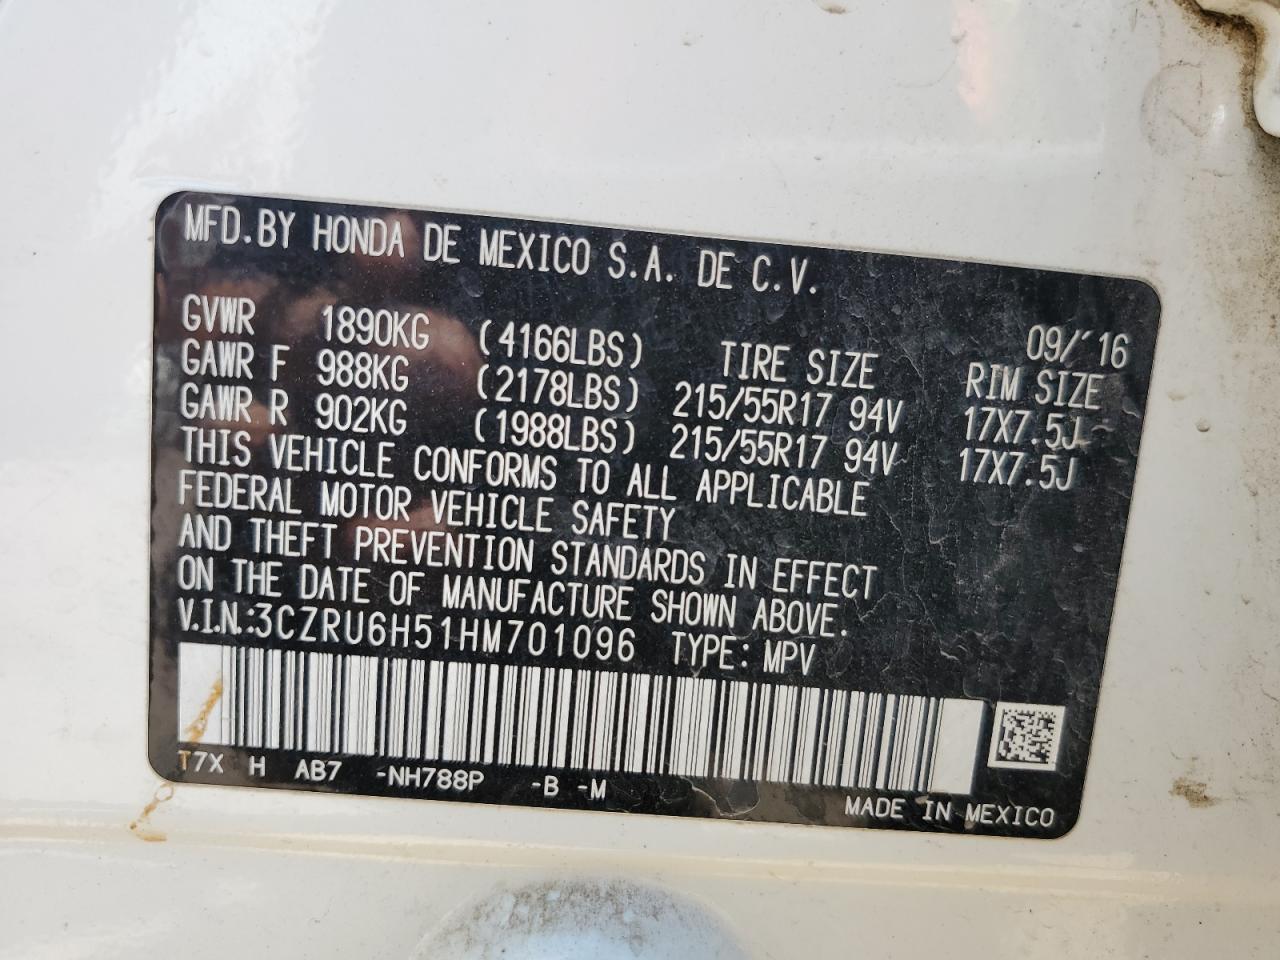 MFD.BY HONDA DE MEXICO S.A. DE C.V.
09/'16
GVWR 1890KG (4166LBS) TIRE SIZE RIM SIZE
GAWR F 988KG (2178LBS) 215/55R17 94V 17X7.5J
GAWR R 902KG (1988LBS) 215/55R17 94V 17X7.5J
THIS VEHICLE CONFORMS TO ALL APPLICABLE
FEDERAL MOTOR VEHICLE SAFETY
AND THEFT PREVENTION STANDARDS IN EFFECT
ON THE DATE OF MANUFACTURE SHOWN ABOVE.
V.I.N.:3CZRU6H51HM701096 TYPE: MPV
T7X H AB7 -NH788P -B -M
MADE IN MEXICO